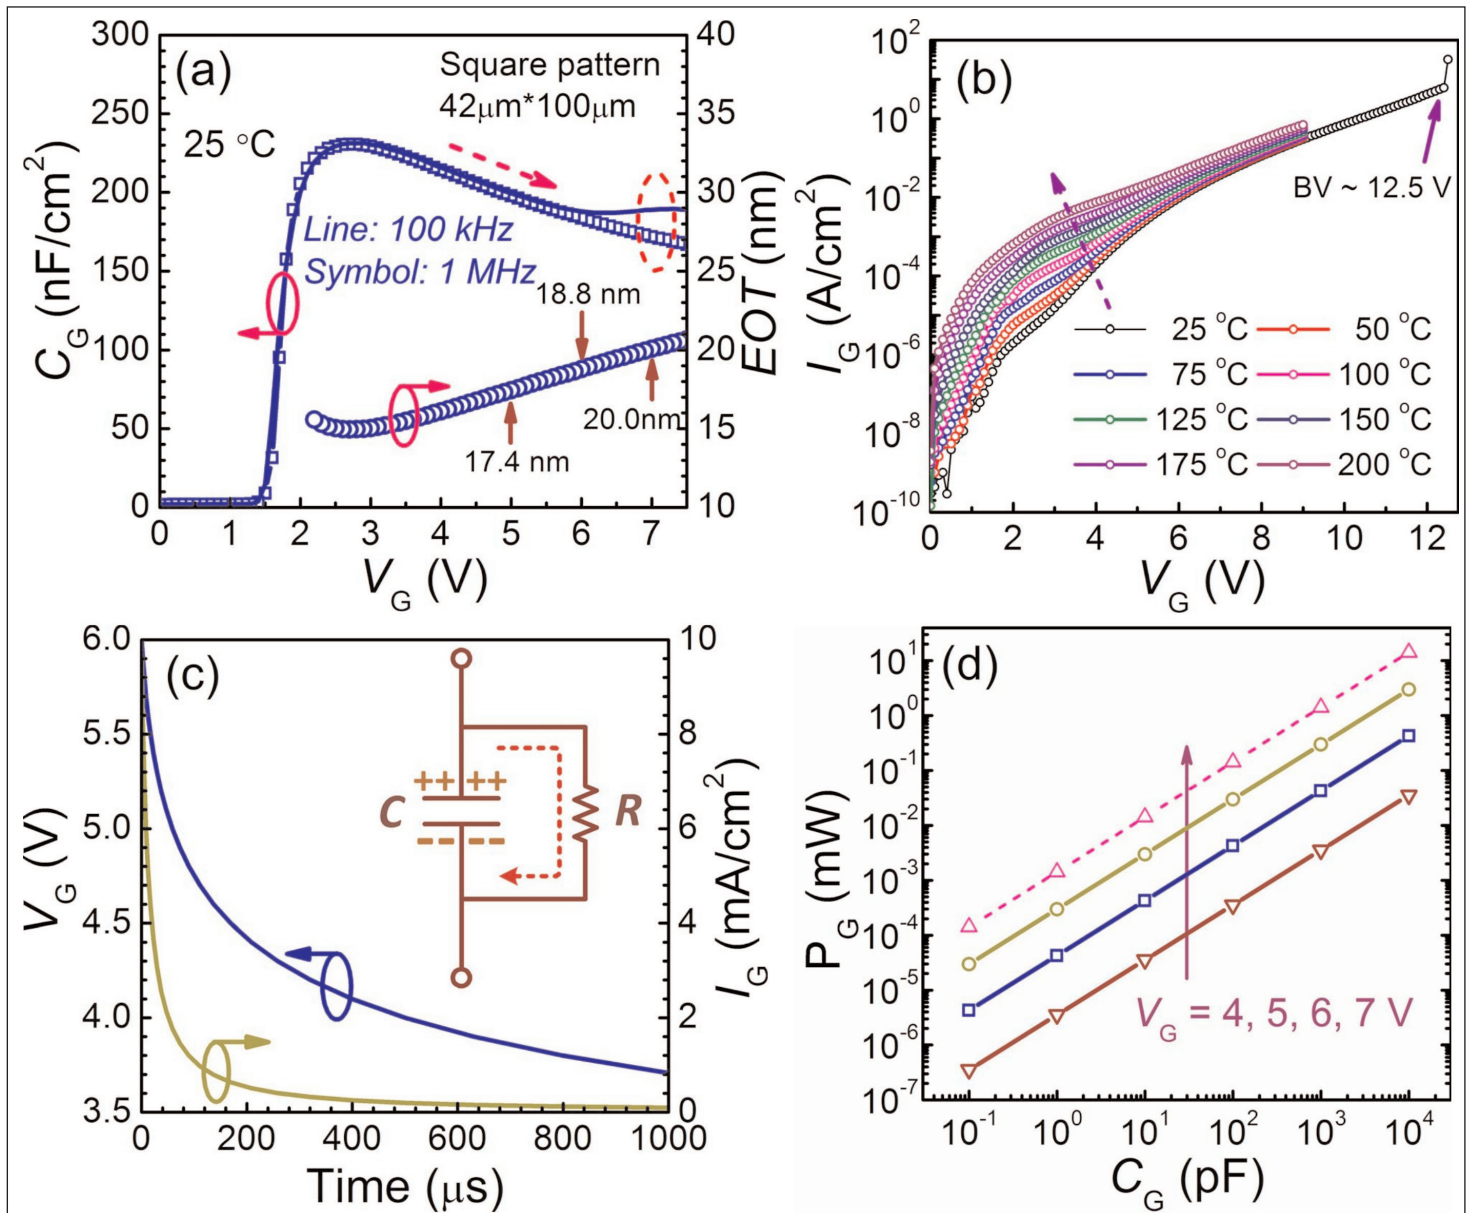 (a)
300
250
200
150
100
50
0
C_G (nF/cm²)
0 1 2 3 4 5 6 7
V_G (V)
40
35
30
25
20
15
10
EOT (nm)
Square pattern
42μm*100μm
25 °C
Line: 100 kHz
Symbol: 1 MHz
18.8 nm
20.0nm
17.4 nm
(b)
10²
10⁰
10⁻²
10⁻⁴
10⁻⁶
10⁻⁸
10⁻¹⁰
I_G (A/cm²)
0 2 4 6 8 10 12
V_G (V)
BV ~ 12.5 V
25 °C 50 °C
75 °C 100 °C
125 °C 150 °C
175 °C 200 °C
(c)
6.0
5.5
5.0
4.5
4.0
3.5
V_G (V)
0 200 400 600 800 1000
Time (μs)
10
8
6
4
2
0
I_G (mA/cm²)
++ ++
C
R
(d)
10¹
10⁰
10⁻¹
10⁻²
10⁻³
10⁻⁴
10⁻⁵
10⁻⁶
10⁻⁷
P_G (mW)
V_G = 4, 5, 6, 7 V
10⁻¹ 10⁰ 10¹ 10² 10³ 10⁴
C_G (pF)